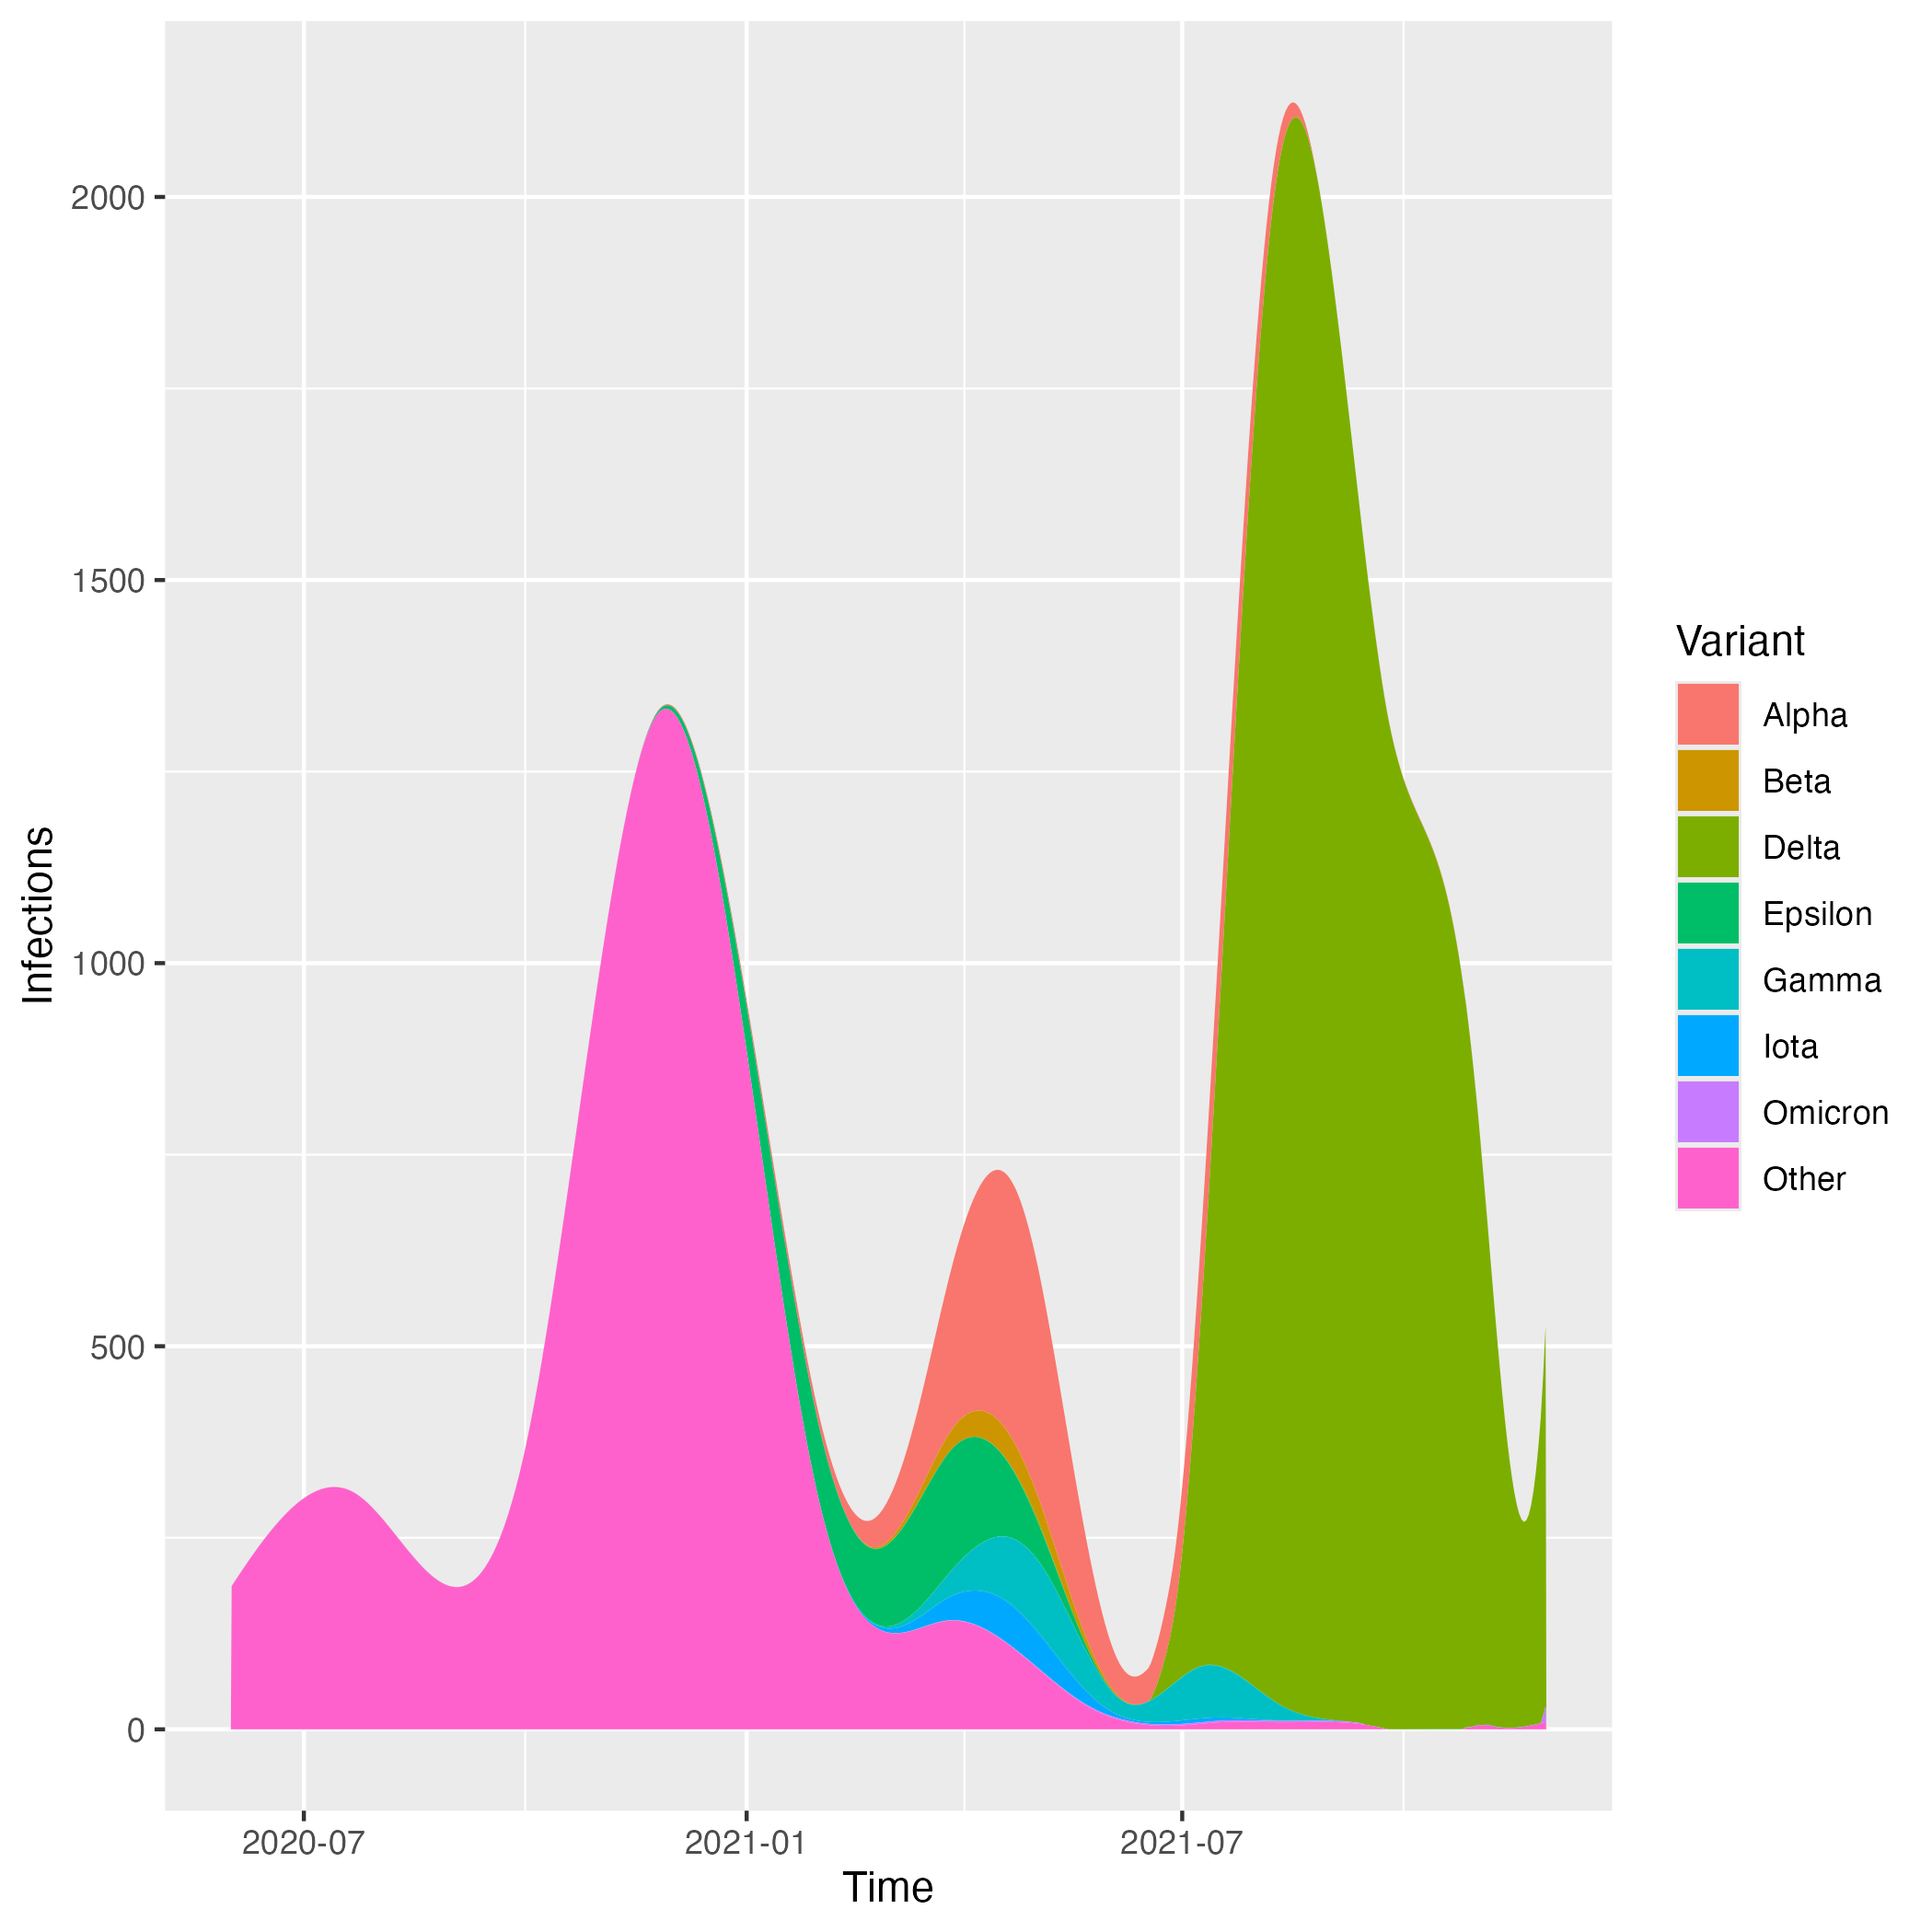 Infections
2000
1500
1000
500
0
2020-07
2021-01
2021-07
Time
Variant
Alpha
Beta
Delta
Epsilon
Gamma
Iota
Omicron
Other